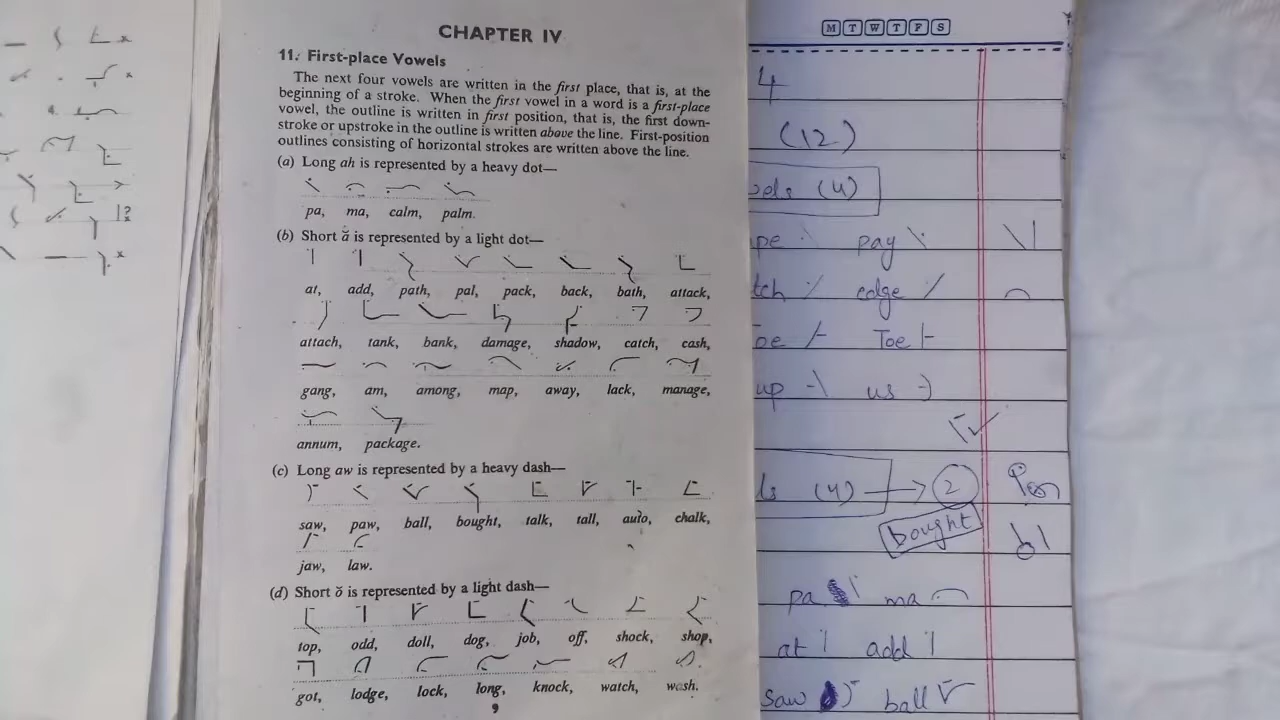 CHAPTER IV
11. First-place Vowels
The next four vowels are written in the first place, that is, at the
beginning of a stroke. When the first vowel in a word is a first-place
vowel, the outline is written in first position, that is, the first down-
stroke or upstroke in the outline is written above the line. First-position
outlines consisting of horizontal strokes are written above the line.
(a) Long ah is represented by a heavy dot—
pa, ma, calm, palm.
(b) Short ă is represented by a light dot—
at, add, path, pal, pack, back, bath, attack,
attach, tank, bank, damage, shadow, catch, cash,
gang, am, among, map, away, lack, manage,
annum, package.
(c) Long aw is represented by a heavy dash—
saw, paw, ball, bought, talk, tall, auto, chalk,
jaw, law.
(d) Short ŏ is represented by a light dash—
top, odd, doll, dog, job, off, shock, shop,
got, lodge, lock, long, knock, watch, wash.
M T W T F S
4
(12)
(4)
pay
edge
Toe
up us
(4) 2
bought
pa ma
at add
saw ball